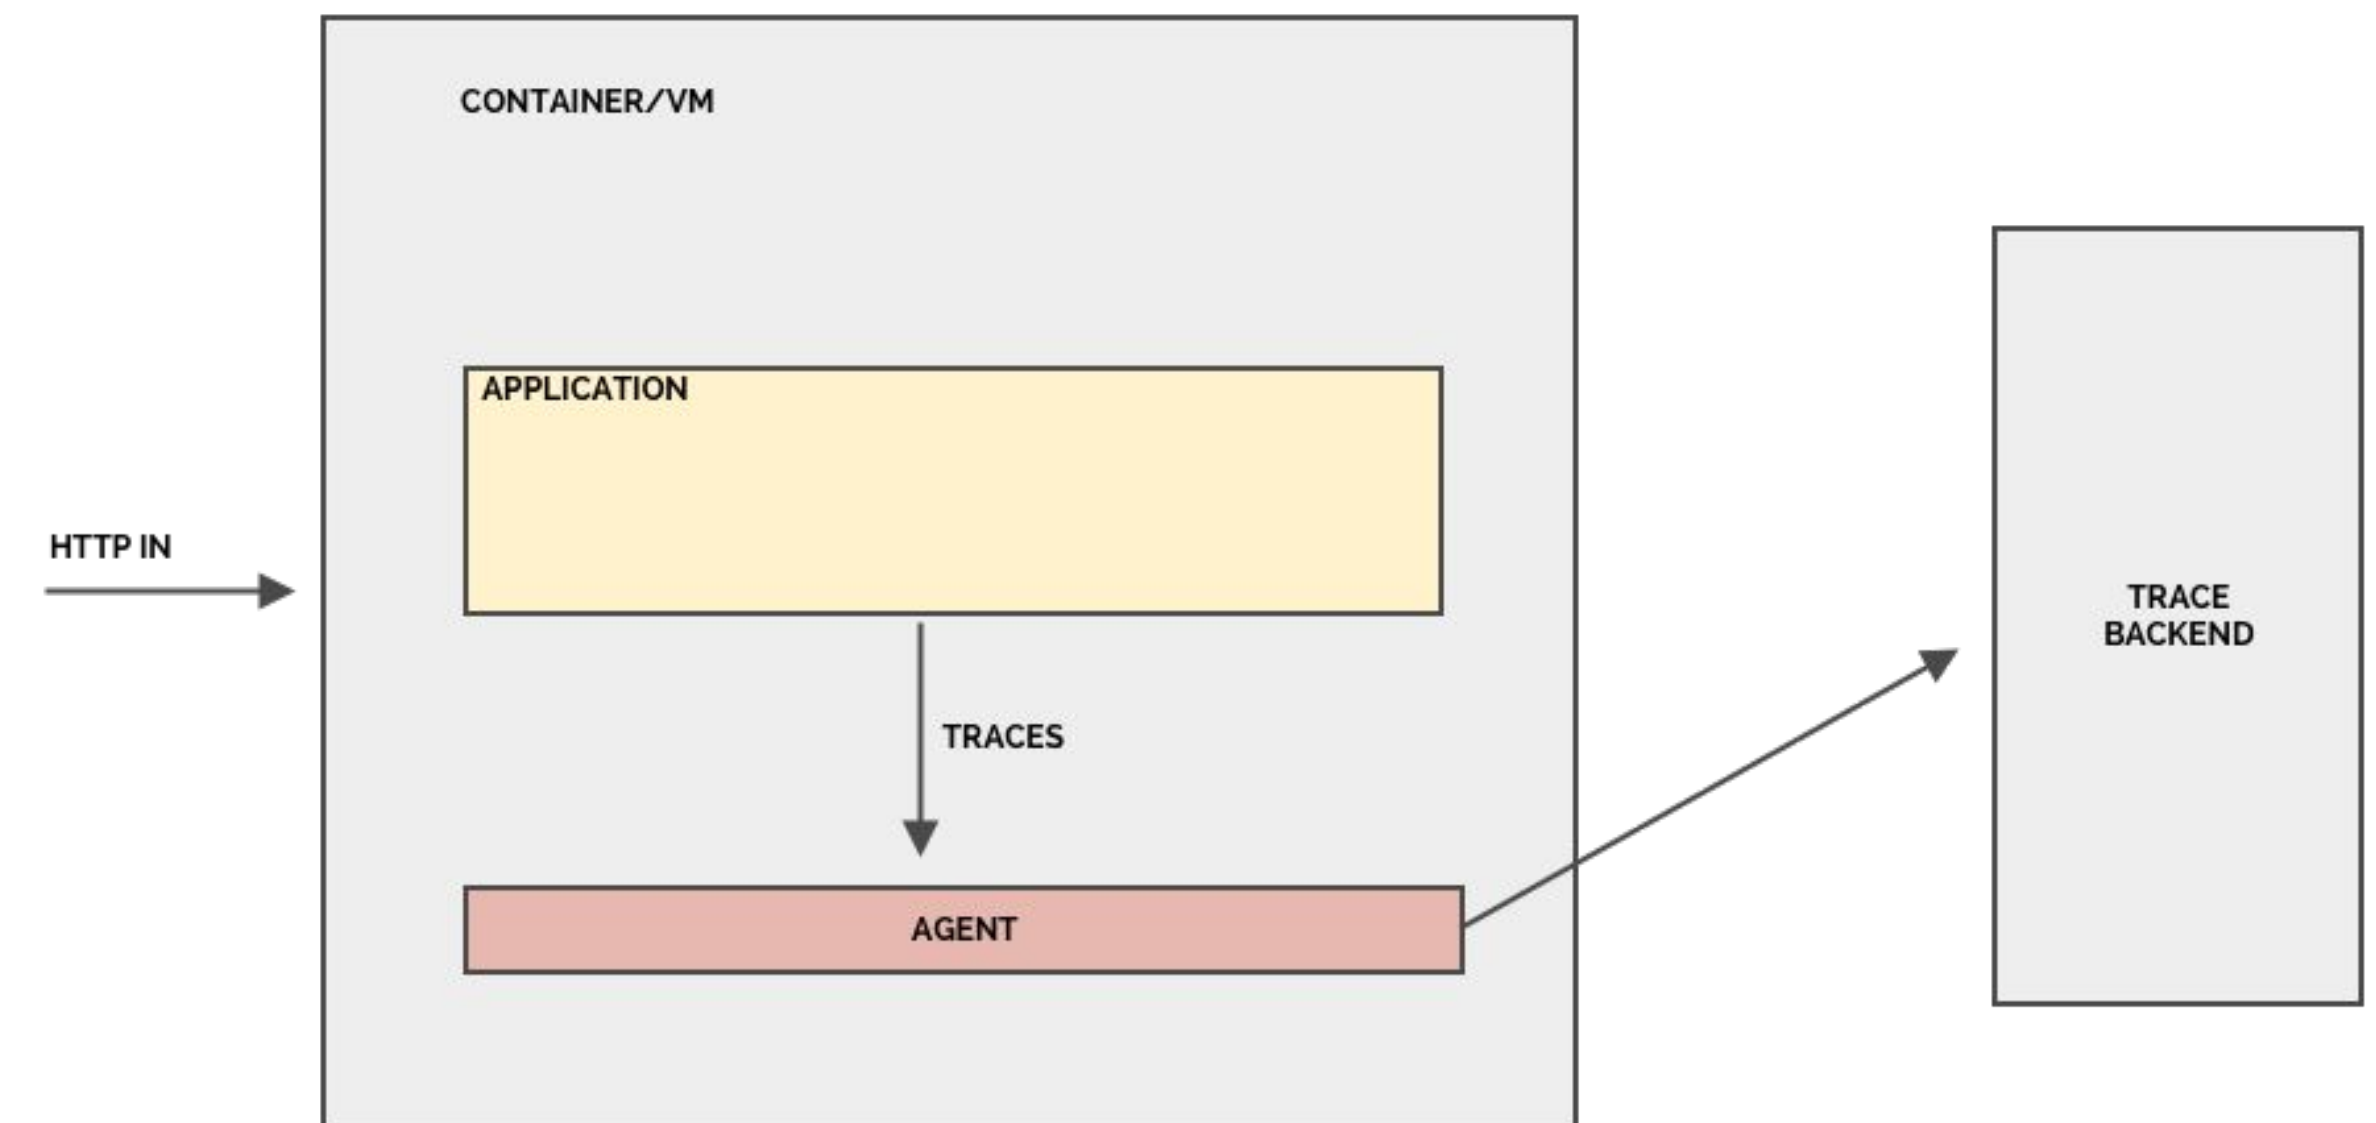 CONTAINER/VM
APPLICATION
HTTP IN
TRACES
AGENT
TRACE
BACKEND